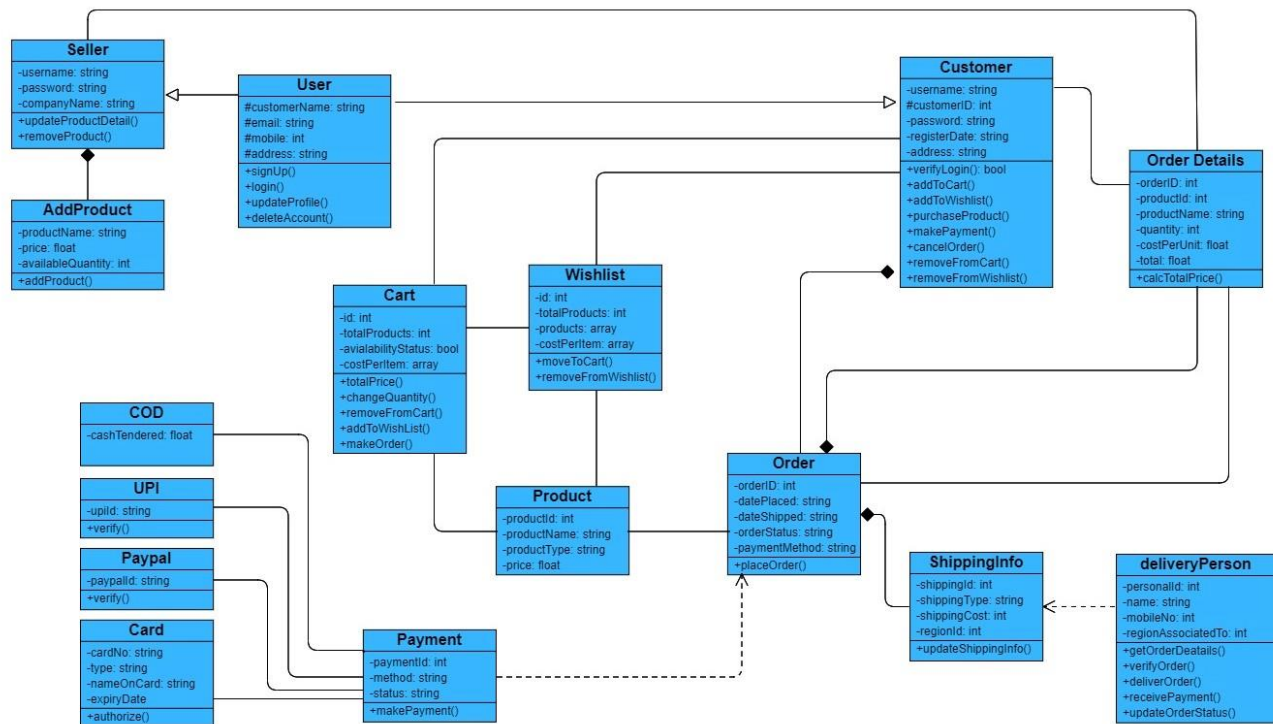 Seller
-username: string
-password: string
-companyName: string
+updateProductDetail()
+removeProduct()
User
#customerName: string
#email: string
#mobile: int
#address: string
+signUp()
+login()
+updateProfile()
+deleteAccount()
Customer
-username: string
#customerID: int
-password: string
-registerDate: string
-address: string
+verifyLogin(): bool
+addToCart()
+addToWishlist()
+purchaseProduct()
+makePayment()
+cancelOrder()
+removeFromCart()
+removeFromWishlist()
Order Details
-orderID: int
-productId: int
-productName: string
-quantity: int
-costPerUnit: float
-total: float
+calcTotalPrice()
AddProduct
-productName: string
-price: float
-availableQuantity: int
+addProduct()
Wishlist
-id: int
-totalProducts: int
-products: array
-costPerItem: array
+moveToCart()
+removeFromWishlist()
Cart
-id: int
-totalProducts: int
-avialabilityStatus: bool
-costPerItem: array
+totalPrice()
+changeQuantity()
+removeFromCart()
+addToWishList()
+makeOrder()
COD
-cashTendered: float
UPI
-upiId: string
+verify()
Paypal
-paypalId: string
+verify()
Card
-cardNo: string
-type: string
-nameOnCard: string
-expiryDate
+authorize()
Payment
-paymentId: int
-method: string
-status: string
+makePayment()
Product
-productId: int
-productName: string
-productType: string
-price: float
Order
-orderID: int
-datePlaced: string
-dateShipped: string
-orderStatus: string
-paymentMethod: string
+placeOrder()
ShippingInfo
-shippingId: int
-shippingType: string
-shippingCost: int
-regionId: int
+updateShippingInfo()
deliveryPerson
-personalId: int
-name: string
-mobileNo: int
-regionAssociatedTo: int
+getOrderDeatails()
+verifyOrder()
+deliverOrder()
+receivePayment()
+updateOrderStatus()